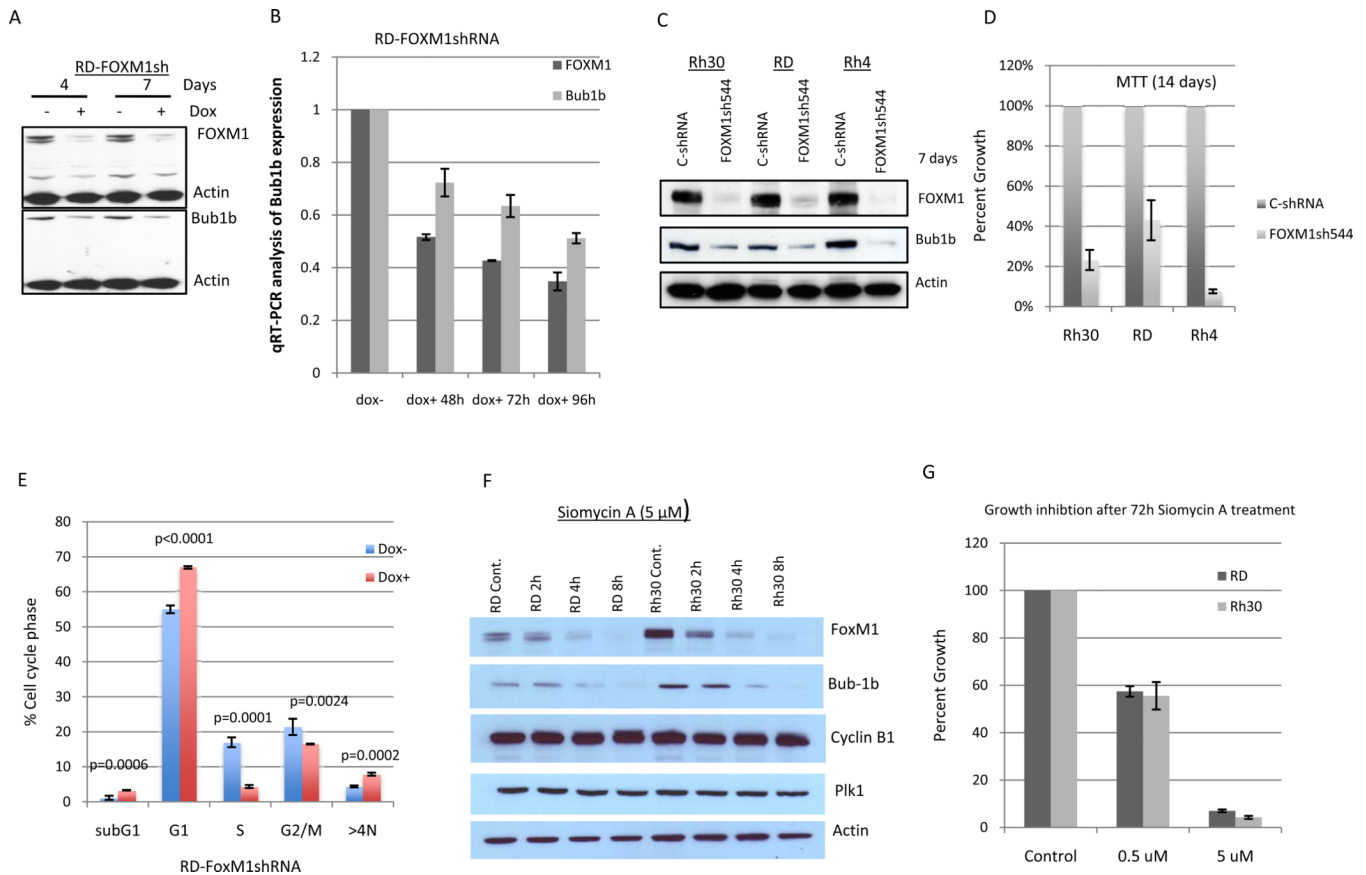 A
RD-FOXM1sh
4 7 Days
- + - + Dox
FOXM1
Actin
Bub1b
Actin
B
RD-FOXM1shRNA
qRT-PCR analysis of Bub1b expression
1.2
1
0.8
0.6
0.4
0.2
0
FOXM1
Bub1b
dox- dox+ 48h dox+ 72h dox+ 96h
C
Rh30 RD Rh4
C-shRNA
FOXM1sh544
C-shRNA
FOXM1sh544
C-shRNA
FOXM1sh544
7 days
FOXM1
Bub1b
Actin
D
MTT (14 days)
Percent Growth
100%
80%
60%
40%
20%
0%
C-shRNA
FOXM1sh544
Rh30 RD Rh4
E
% Cell cycle phase
80
70
60
50
40
30
20
10
0
p<0.0001
Dox-
Dox+
p=0.0001
p=0.0024
p=0.0006
p=0.0002
subG1 G1 S G2/M >4N
RD-FoxM1shRNA
F
Siomycin A (5 µM)
RD Cont.
RD 2h
RD 4h
RD 8h
Rh30 Cont.
Rh30 2h
Rh30 4h
Rh30 8h
FoxM1
Bub-1b
Cyclin B1
Plk1
Actin
G
Growth inhibtion after 72h Siomycin A treatment
Percent Growth
120
100
80
60
40
20
0
RD
Rh30
Control 0.5 uM 5 uM